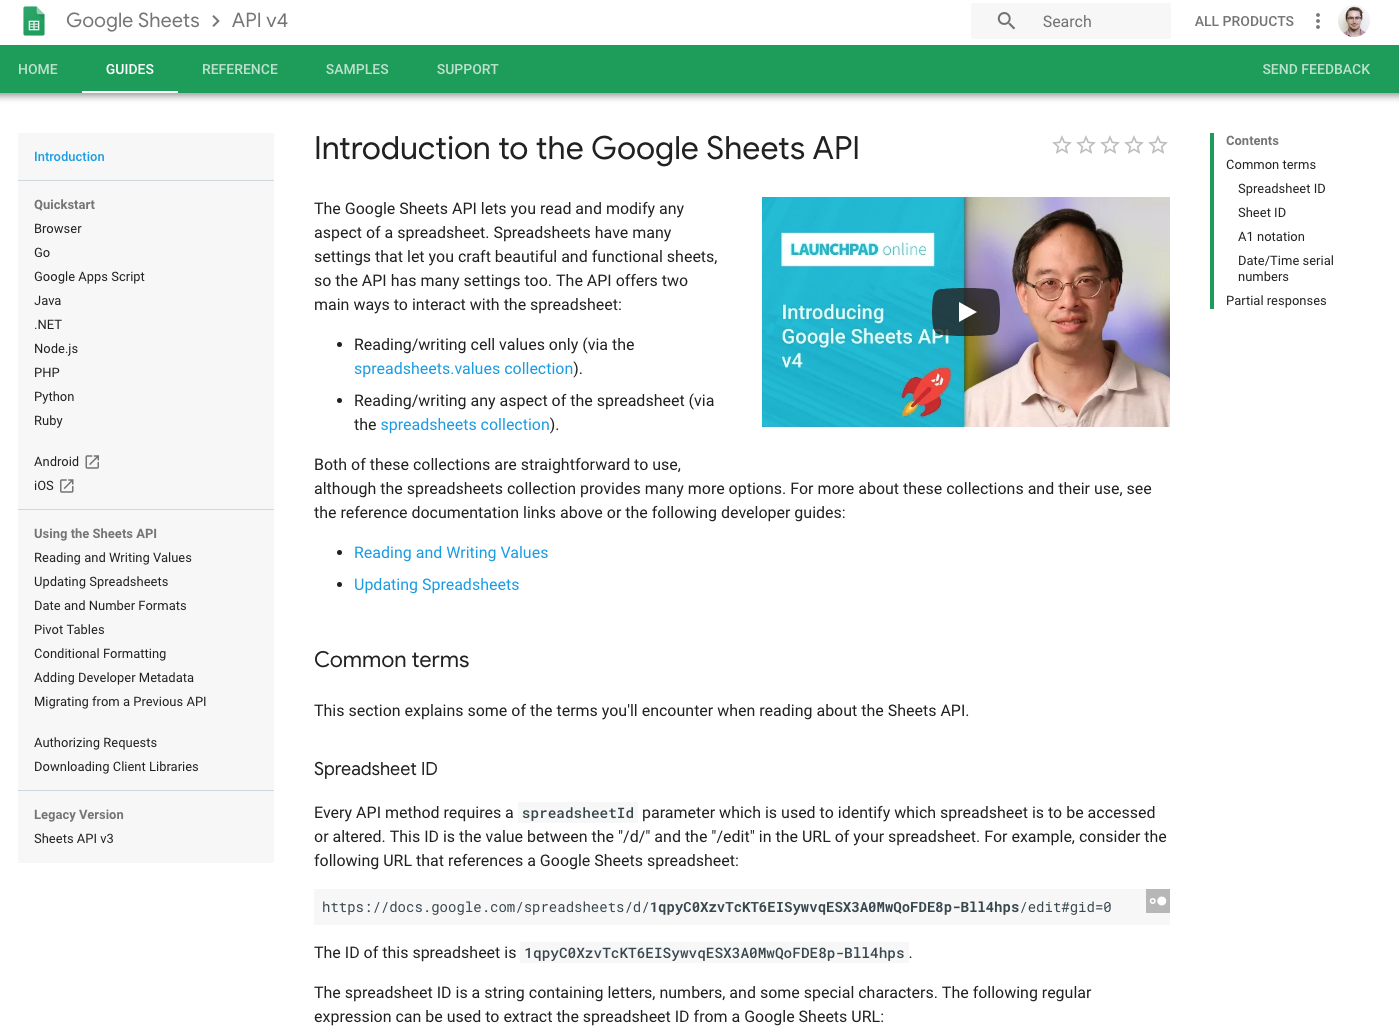 Google Sheets > API v4
Search
ALL PRODUCTS
HOME
GUIDES
REFERENCE
SAMPLES
SUPPORT
SEND FEEDBACK
Introduction
Quickstart
Browser
Go
Google Apps Script
Java
.NET
Node.js
PHP
Python
Ruby
Android
iOS
Using the Sheets API
Reading and Writing Values
Updating Spreadsheets
Date and Number Formats
Pivot Tables
Conditional Formatting
Adding Developer Metadata
Migrating from a Previous API
Authorizing Requests
Downloading Client Libraries
Legacy Version
Sheets API v3
Introduction to the Google Sheets API
The Google Sheets API lets you read and modify any
aspect of a spreadsheet. Spreadsheets have many
settings that let you craft beautiful and functional sheets,
so the API has many settings too. The API offers two
main ways to interact with the spreadsheet:
• Reading/writing cell values only (via the
spreadsheets.values collection).
• Reading/writing any aspect of the spreadsheet (via
the spreadsheets collection).
LAUNCHPAD online
Introducing
Google Sheets API
v4
Both of these collections are straightforward to use,
although the spreadsheets collection provides many more options. For more about these collections and their use, see
the reference documentation links above or the following developer guides:
• Reading and Writing Values
• Updating Spreadsheets
Common terms
This section explains some of the terms you'll encounter when reading about the Sheets API.
Spreadsheet ID
Every API method requires a spreadsheetId parameter which is used to identify which spreadsheet is to be accessed
or altered. This ID is the value between the "/d/" and the "/edit" in the URL of your spreadsheet. For example, consider the
following URL that references a Google Sheets spreadsheet:
https://docs.google.com/spreadsheets/d/1qpyC0XzvTcKT6EISywvqESX3A0MwQoFDE8p-Bll4hps/edit#gid=0
The ID of this spreadsheet is 1qpyC0XzvTcKT6EISywvqESX3A0MwQoFDE8p-Bll4hps.
The spreadsheet ID is a string containing letters, numbers, and some special characters. The following regular
expression can be used to extract the spreadsheet ID from a Google Sheets URL:
Contents
Common terms
Spreadsheet ID
Sheet ID
A1 notation
Date/Time serial
numbers
Partial responses